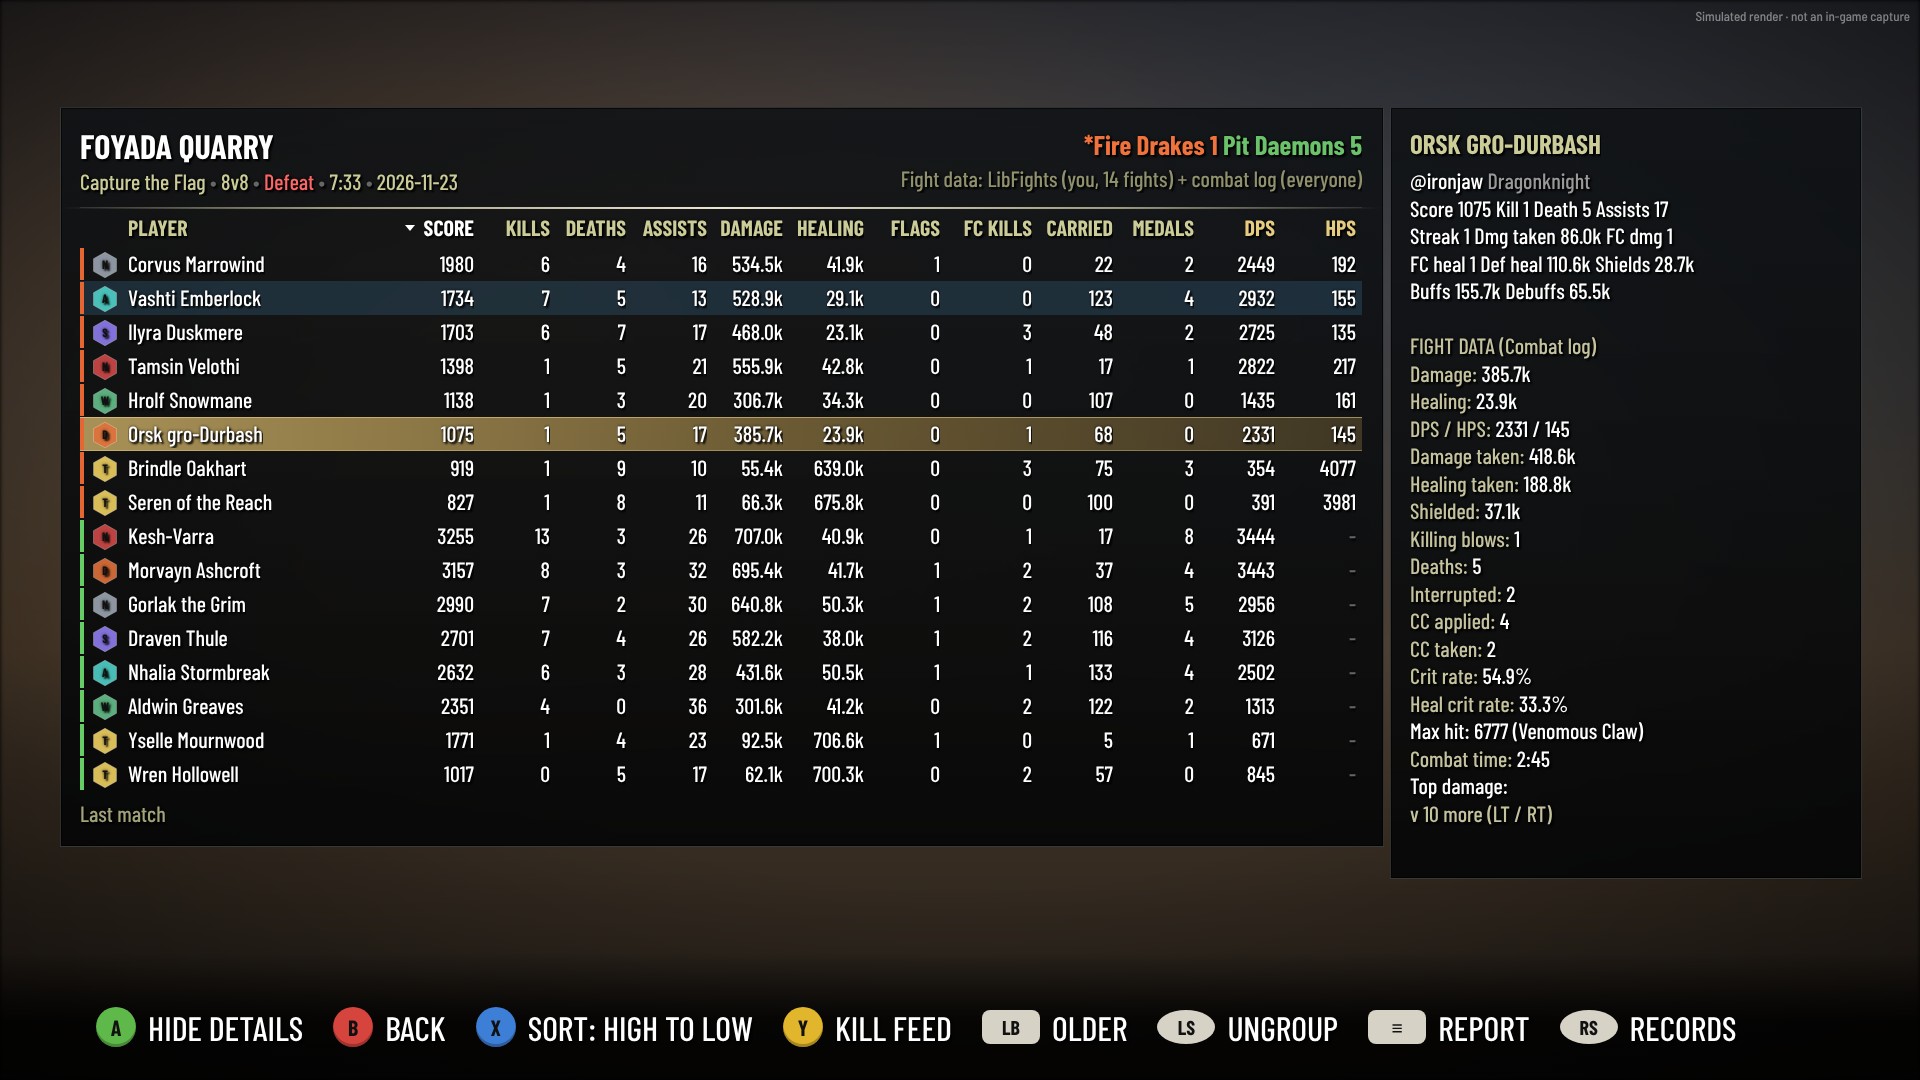 Simulated render · not an in-game capture
FOYADA QUARRY
*Fire Drakes 1 Pit Daemons 5
Capture the Flag • 8v8 • Defeat • 7:33 • 2026-11-23
Fight data: LibFights (you, 14 fights) + combat log (everyone)
PLAYER SCORE KILLS DEATHS ASSISTS DAMAGE HEALING FLAGS FC KILLS CARRIED MEDALS DPS HPS
Corvus Marrowind 1980 6 4 16 534.5k 41.9k 1 0 22 2 2449 192
Vashti Emberlock 1734 7 5 13 528.9k 29.1k 0 0 123 4 2932 155
Ilyra Duskmere 1703 6 7 17 468.0k 23.1k 0 3 48 2 2725 135
Tamsin Velothi 1398 1 5 21 555.9k 42.8k 0 1 17 1 2822 217
Hrolf Snowmane 1138 1 3 20 306.7k 34.3k 0 0 107 0 1435 161
Orsk gro-Durbash 1075 1 5 17 385.7k 23.9k 0 1 68 0 2331 145
Brindle Oakhart 919 1 9 10 55.4k 639.0k 0 3 75 3 354 4077
Seren of the Reach 827 1 8 11 66.3k 675.8k 0 0 100 0 391 3981
Kesh-Varra 3255 13 3 26 707.0k 40.9k 0 1 17 8 3444 -
Morvayn Ashcroft 3157 8 3 32 695.4k 41.7k 1 2 37 4 3443 -
Gorlak the Grim 2990 7 2 30 640.8k 50.3k 1 2 108 5 2956 -
Draven Thule 2701 7 4 26 582.2k 38.0k 1 2 116 4 3126 -
Nhalia Stormbreak 2632 6 3 28 431.6k 50.5k 1 1 133 4 2502 -
Aldwin Greaves 2351 4 0 36 301.6k 41.2k 0 2 122 2 1313 -
Yselle Mournwood 1771 1 4 23 92.5k 706.6k 1 0 5 1 671 -
Wren Hollowell 1017 0 5 17 62.1k 700.3k 0 2 57 0 845 -
Last match
ORSK GRO-DURBASH
@ironjaw Dragonknight
Score 1075 Kill 1 Death 5 Assists 17
Streak 1 Dmg taken 86.0k FC dmg 1
FC heal 1 Def heal 110.6k Shields 28.7k
Buffs 155.7k Debuffs 65.5k
FIGHT DATA (Combat log)
Damage: 385.7k
Healing: 23.9k
DPS / HPS: 2331 / 145
Damage taken: 418.6k
Healing taken: 188.8k
Shielded: 37.1k
Killing blows: 1
Deaths: 5
Interrupted: 2
CC applied: 4
CC taken: 2
Crit rate: 54.9%
Heal crit rate: 33.3%
Max hit: 6777 (Venomous Claw)
Combat time: 2:45
Top damage:
v 10 more (LT / RT)
A HIDE DETAILS B BACK X SORT: HIGH TO LOW Y KILL FEED LB OLDER LS UNGROUP ≡ REPORT RS RECORDS